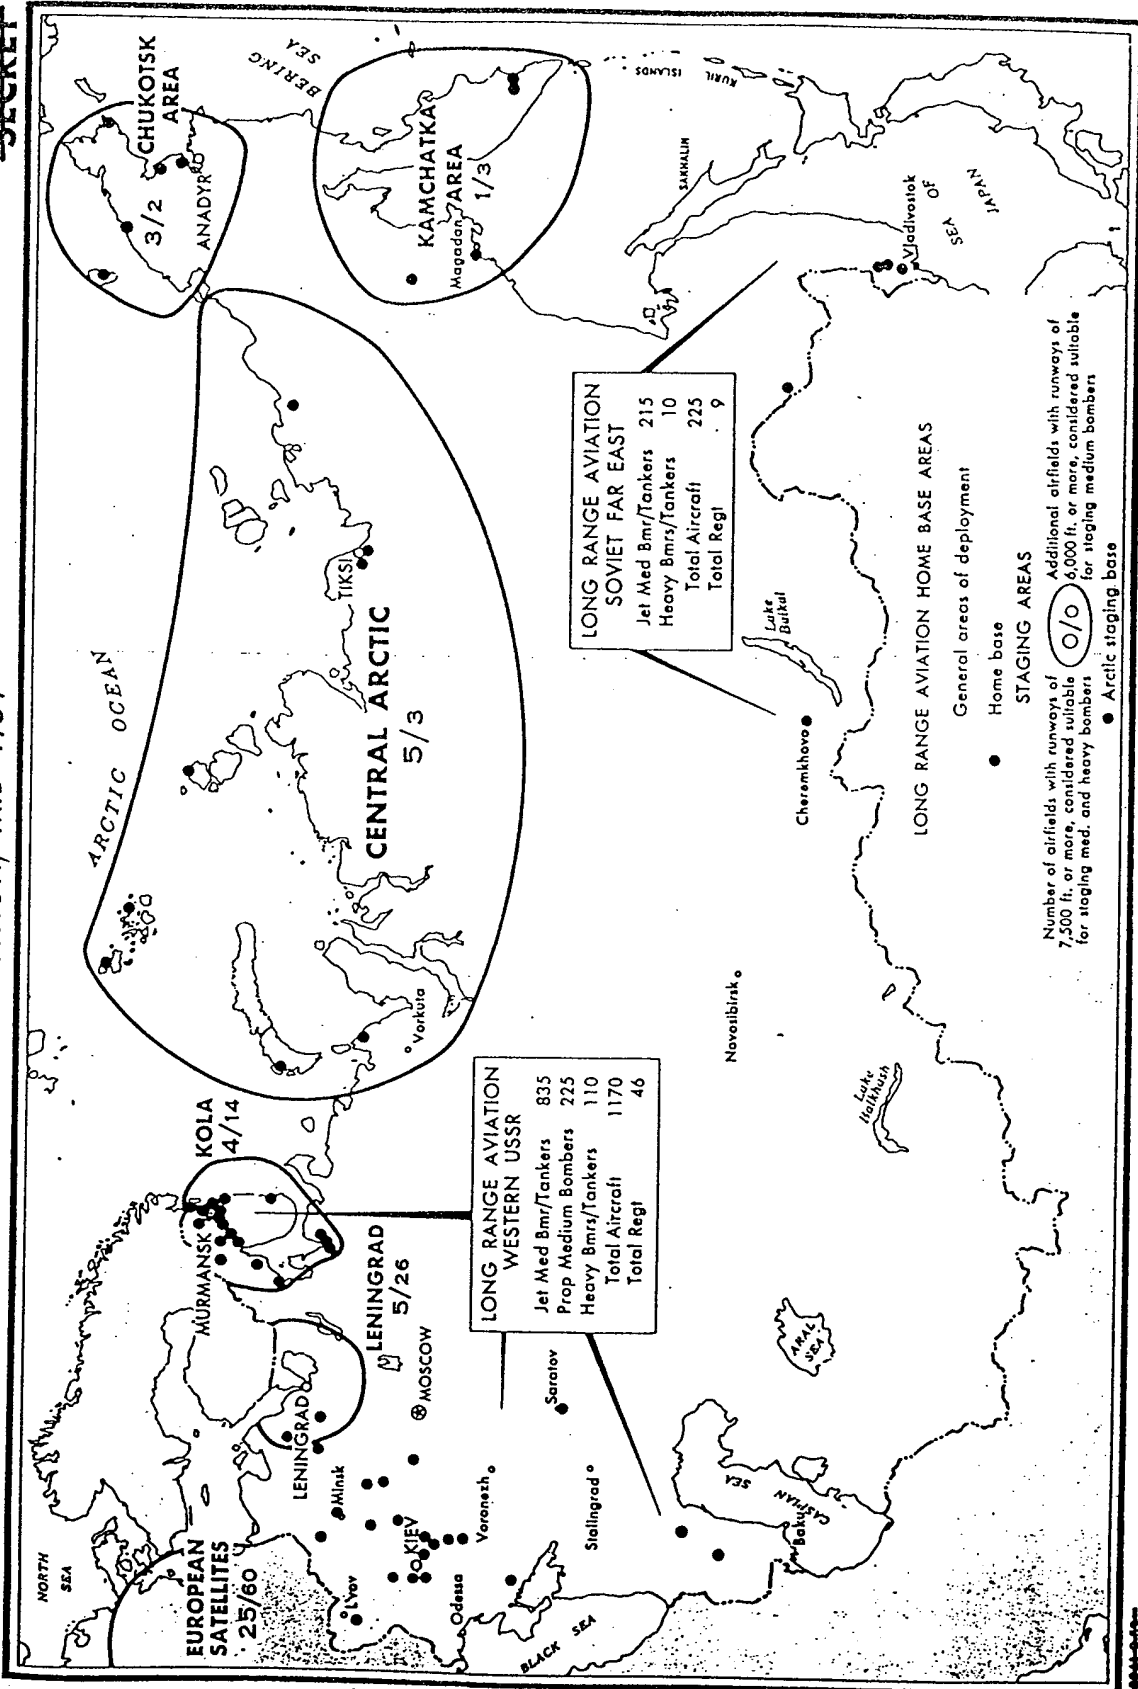 SECRET
NORTH
SEA
EUROPEAN
SATELLITES
25/60
MURMANSK
KOLA
4/14
LENINGRAD
LENINGRAD
5/26
MOSCOW
Minsk
Lvov
KIEV
Odessa
Voronezh
Saratov
Stalingrad
BLACK SEA
CASPIAN
SEA
Baku
ARAL
SEA
LONG RANGE AVIATION
WESTERN USSR
Jet Med Bmr/Tankers 835
Prop Medium Bombers 225
Heavy Bmrs/Tankers 110
Total Aircraft 1170
Total Regt 46
ARCTIC OCEAN
CENTRAL ARCTIC
5/3
Vorkuta
TIKSI
Novosibirsk
Lake
Balkhash
Cheremkhovo
Lake
Baikal
LONG RANGE AVIATION
SOVIET FAR EAST
Jet Med Bmr/Tankers 215
Heavy Bmrs/Tankers 10
Total Aircraft 225
Total Regt 9
CHUKOTSK
AREA
3/2
ANADYR
BERING
SEA
KAMCHATKA
AREA
1/3
Magadan
KURIL
ISLANDS
SAKHALIN
Vladivostok
SEA
OF
JAPAN
LONG RANGE AVIATION HOME BASE AREAS
General areas of deployment
Home base
STAGING AREAS
Number of airfields with runways of
7,500 ft. or more, considered suitable
for staging med. and heavy bombers
0/0
Additional airfields with runways of
6,000 ft. or more, considered suitable
for staging medium bombers
Arctic staging base